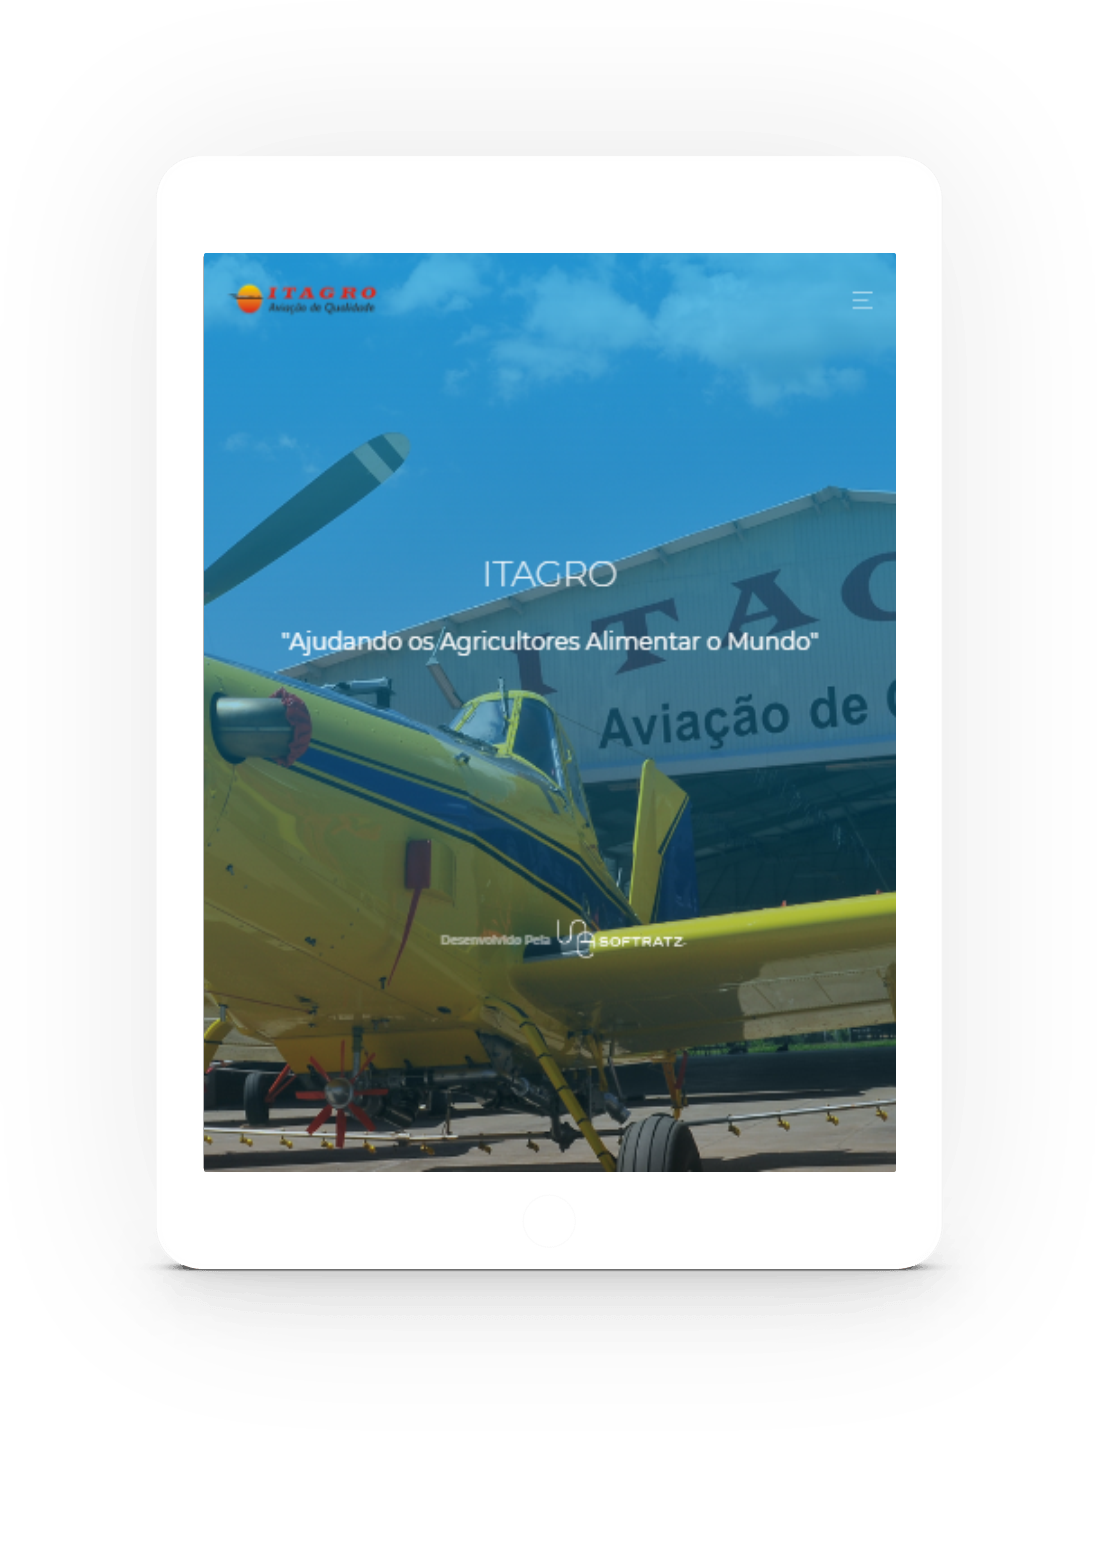 ITAGRO
Aviação de Qualidade
ITAGRO
"Ajudando os Agricultores Alimentar o Mundo"
ITAG
Aviação de
Desenvolvido Pela SOFTRATZ